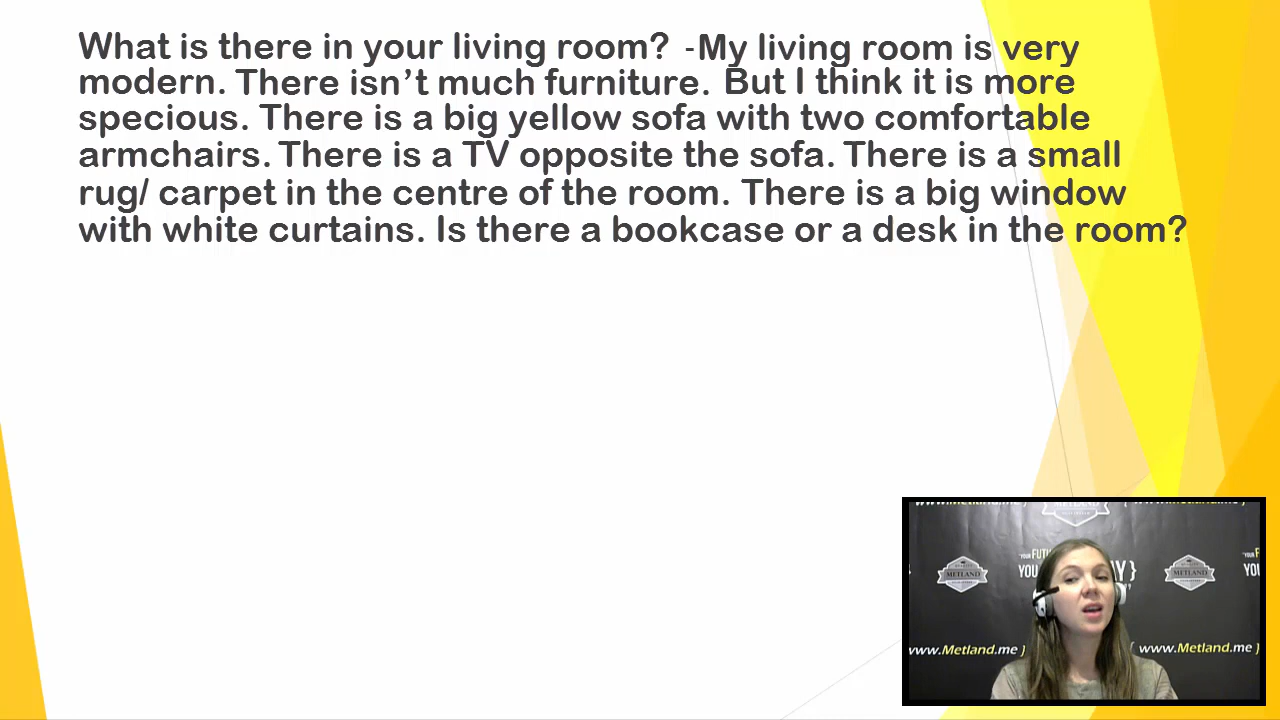 What is there in your living room? -My living room is very
modern. There isn’t much furniture. But I think it is more
specious. There is a big yellow sofa with two comfortable
armchairs. There is a TV opposite the sofa. There is a small
rug/ carpet in the centre of the room. There is a big window
with white curtains. Is there a bookcase or a desk in the room?
METLAND
METLAND
www.Metland.me }
{ www.Metland.me }